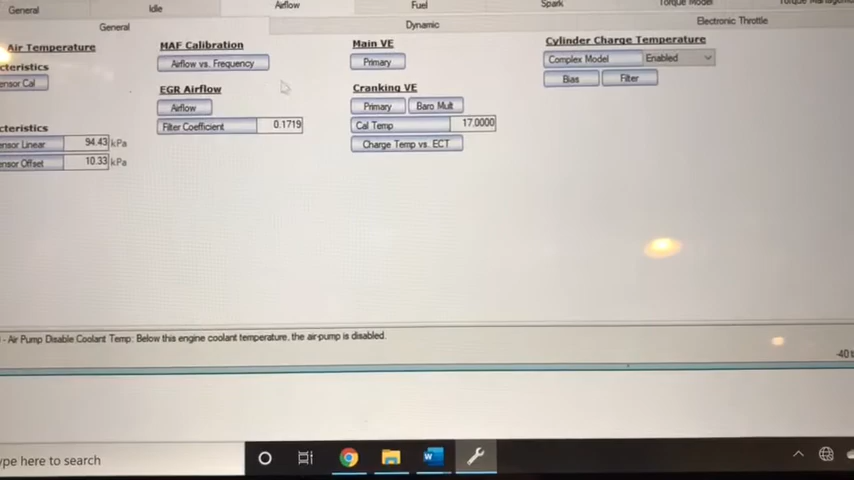 General Idle Airflow Fuel Spark Torque Model Torque Management
General Dynamic Electronic Throttle
Air Temperature
cteristics
ensor Cal
cteristics
ensor Linear 94.43 kPa
ensor Offset 10.33 kPa
MAF Calibration
Airflow vs. Frequency
EGR Airflow
Airflow
Filter Coefficient 0.1719
Main VE
Primary
Cranking VE
Primary Baro Mult
Cal Temp 17.0000
Charge Temp vs. ECT
Cylinder Charge Temperature
Complex Model Enabled
Bias Filter
- Air Pump Disable Coolant Temp: Below this engine coolant temperature, the air-pump is disabled.
-40 t
ype here to search
W